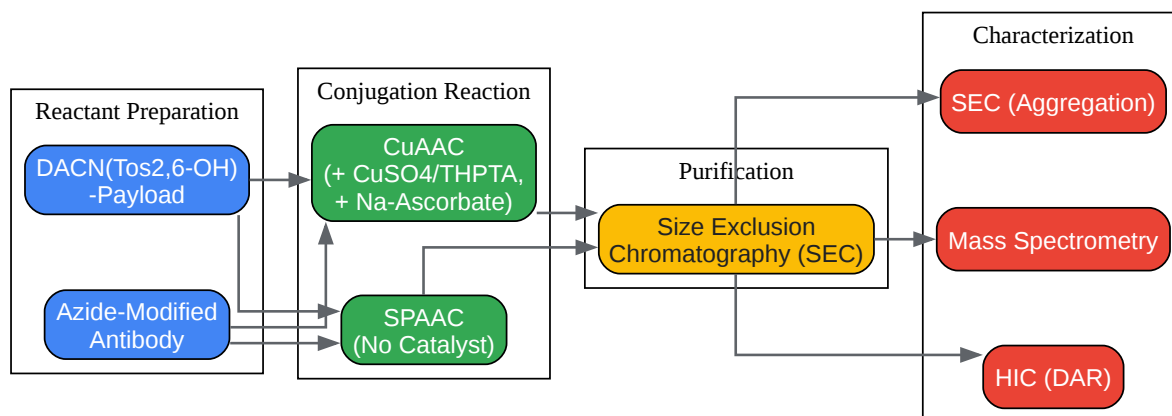 Reactant Preparation
DACN(Tos2,6-OH)
-Payload
Azide-Modified
Antibody
Conjugation Reaction
CuAAC
(+ CuSO4/THPTA,
+ Na-Ascorbate)
SPAAC
(No Catalyst)
Purification
Size Exclusion
Chromatography (SEC)
Characterization
SEC (Aggregation)
Mass Spectrometry
HIC (DAR)